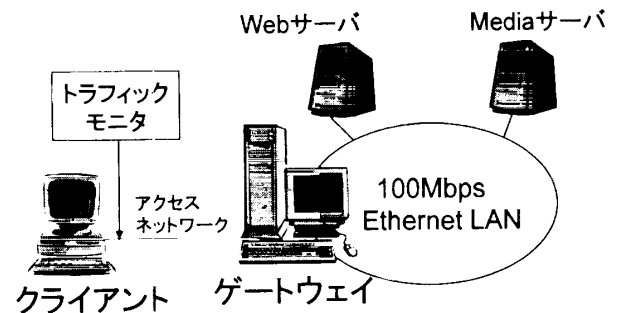 Webサーバ
Mediaサーバ
トラフィック
モニタ
アクセス
ネットワーク
100Mbps
Ethernet LAN
クライアント
ゲートウェイ